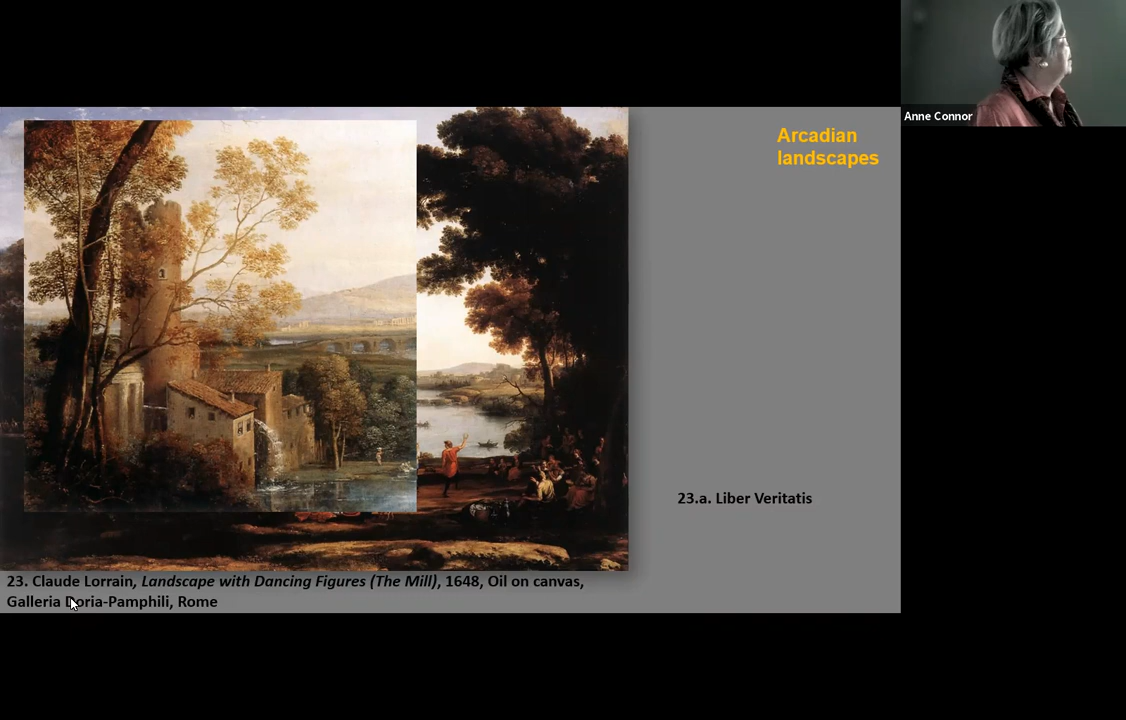 Anne Connor
Arcadian
landscapes
23.a. Liber Veritatis
23. Claude Lorrain, Landscape with Dancing Figures (The Mill), 1648, Oil on canvas,
Galleria Doria-Pamphili, Rome